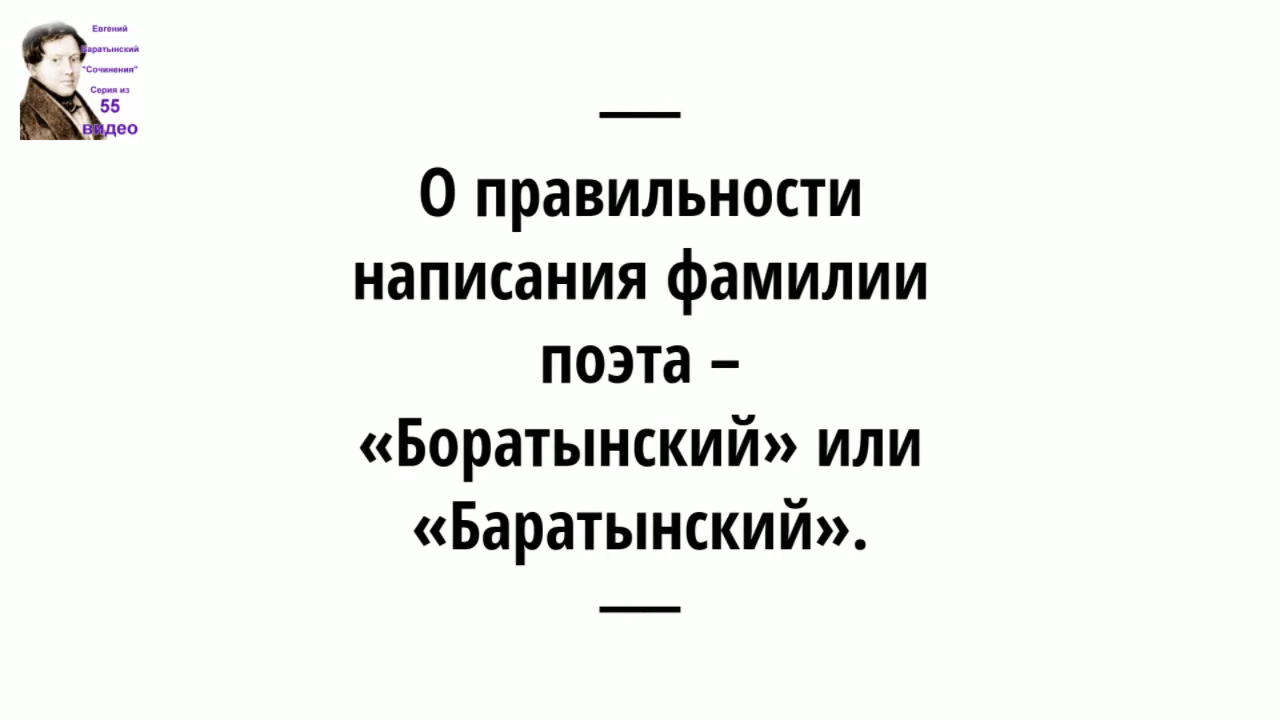 Евгений
Баратынский
"Сочинения"
Серия из
55
видео
О правильности
написания фамилии
поэта –
«Боратынский» или
«Баратынский».